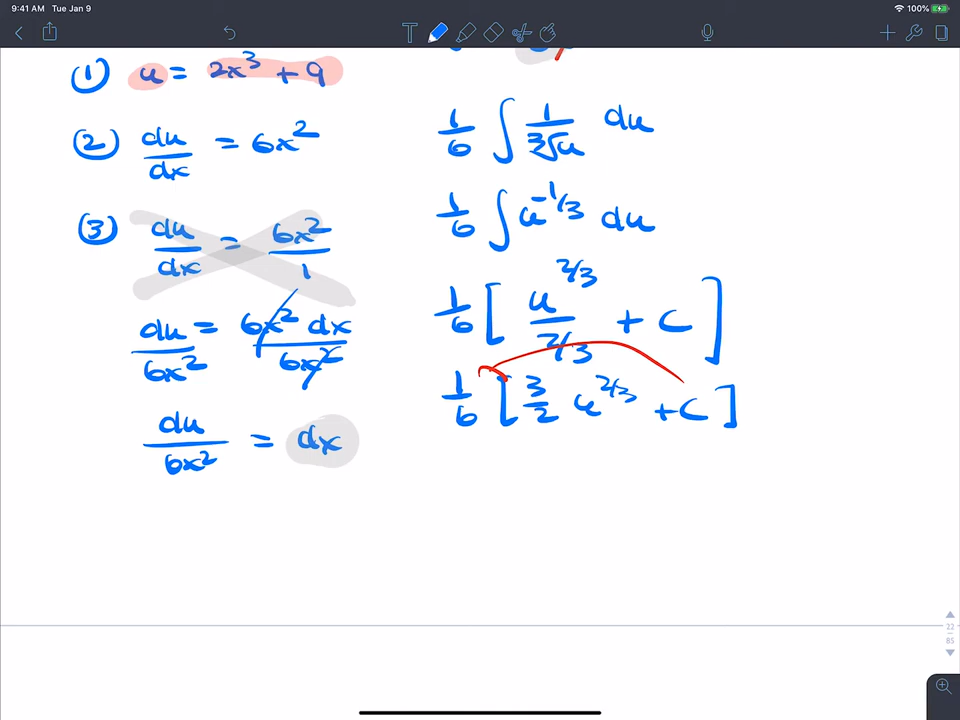 9:41 AM Tue Jan 9
100%
T
① u = 2x³ + 9
② du/dx = 6x²
③ du/dx = 6x²/1
du/6x² = 6x² dx/6x²
du/6x² = dx
1/6 ∫ 1/∛u du
1/6 ∫ u^-1/3 du
1/6 [ u^2/3 / 2/3 + C ]
1/6 [ 3/2 u^2/3 + C ]
22
85